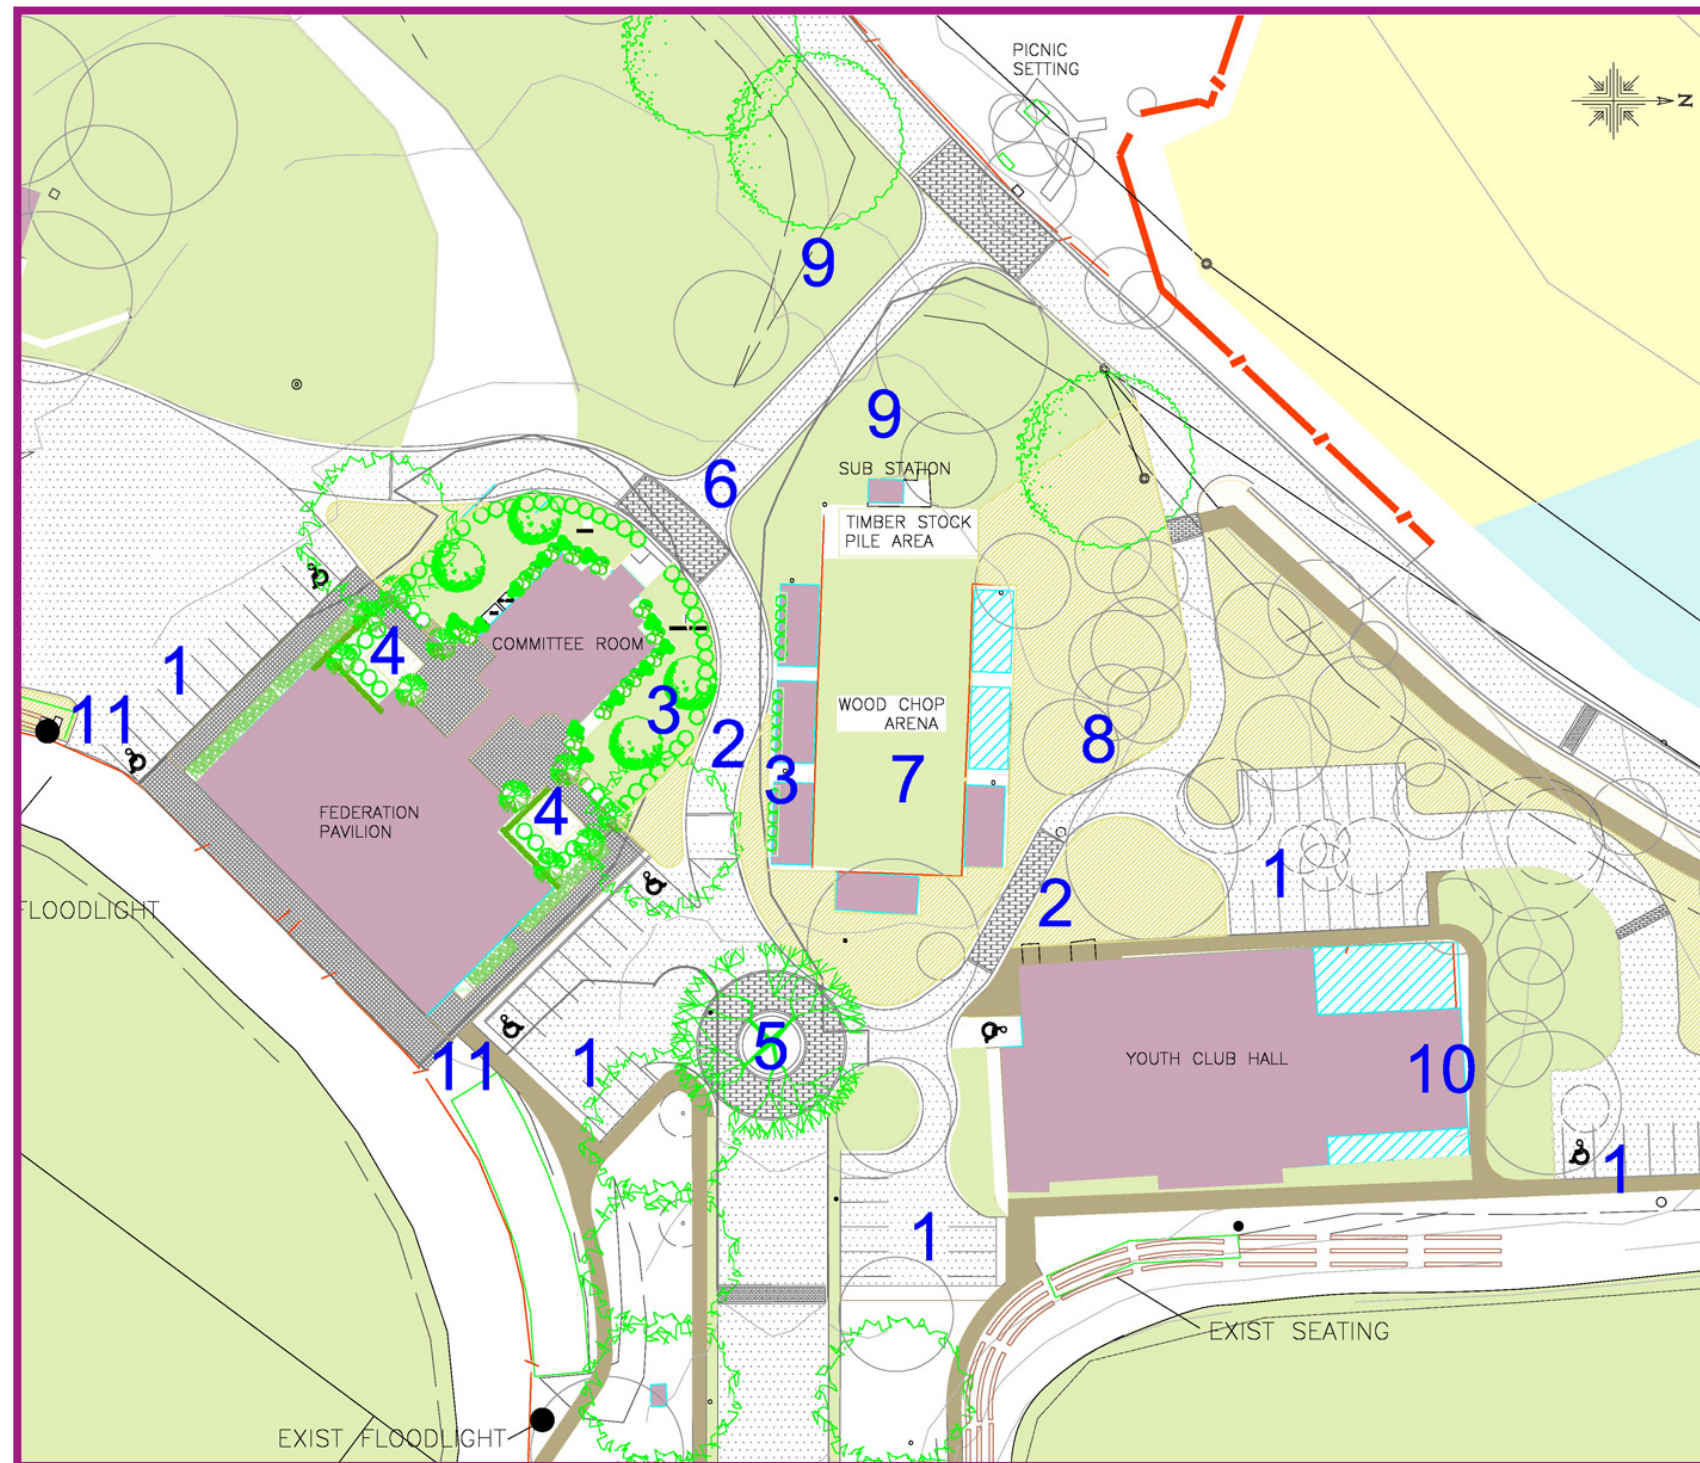 PICNIC
SETTING
N
9
9
SUB STATION
6
TIMBER STOCK
PILE AREA
COMMITTEE ROOM
4
1
11
3
2
WOOD CHOP
ARENA
3
7
8
FEDERATION
PAVILION
4
1
2
FLOODLIGHT
5
11
1
YOUTH CLUB HALL
10
1
1
EXIST SEATING
EXIST FLOODLIGHT